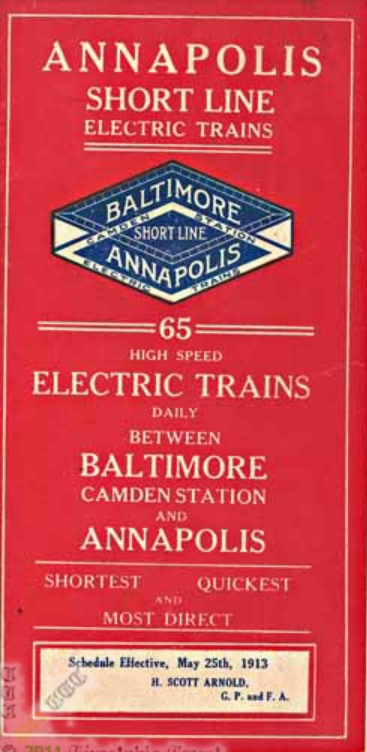 ANNAPOLIS
SHORT LINE
ELECTRIC TRAINS
BALTIMORE
CAMDEN STATION
SHORT LINE
ANNAPOLIS
ELECTRIC TRAINS
65
HIGH SPEED
ELECTRIC TRAINS
DAILY
BETWEEN
BALTIMORE
CAMDEN STATION
AND
ANNAPOLIS
SHORTEST QUICKEST
AND
MOST DIRECT
Schedule Effective, May 25th, 1913
H. SCOTT ARNOLD,
G. P. and F. A.
© 2011